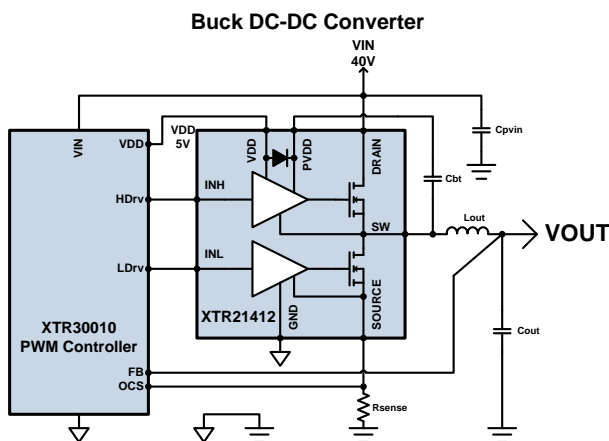 Buck DC-DC Converter
VIN
40V
VIN
VDD
VDD
5V
VDD
PVDD
DRAIN
Cpvin
Cbt
HDrv
INH
SW
Lout
VOUT
LDrv
INL
XTR21412
GND
SOURCE
XTR30010
PWM Controller
Cout
FB
OCS
Rsense